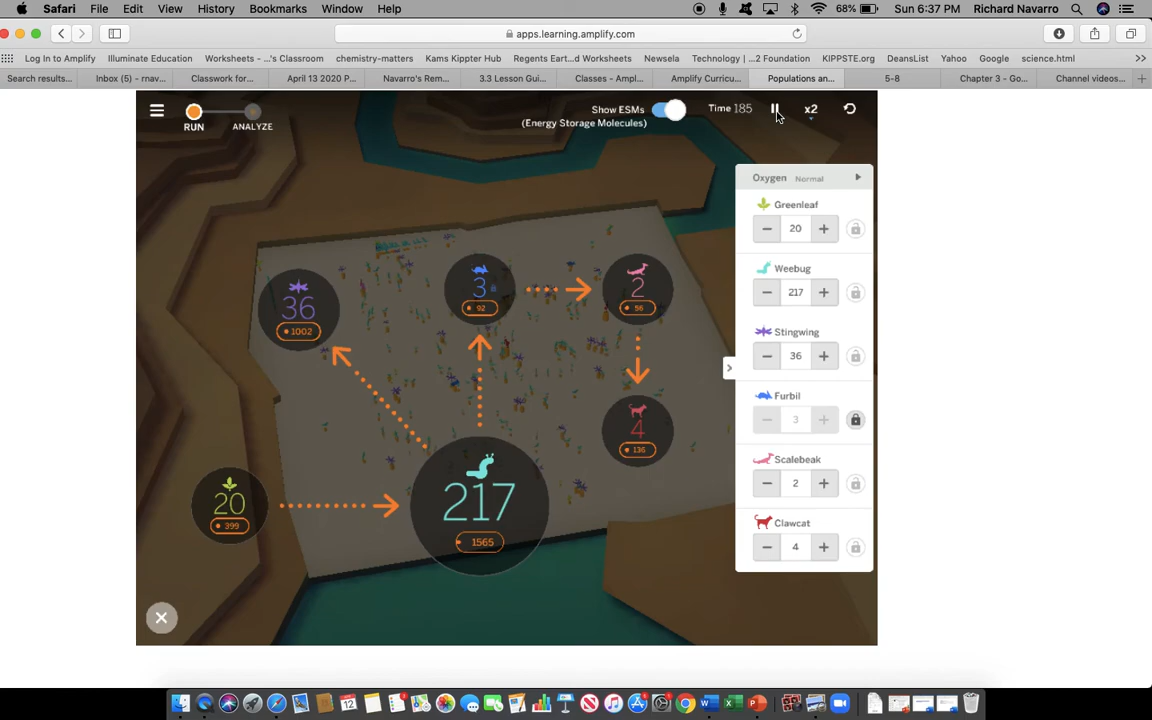 Safari File Edit View History Bookmarks Window Help 68% Sun 6:37 PM Richard Navarro
apps.learning.amplify.com
Log In to Amplify Illuminate Education Worksheets - ...'s Classroom chemistry-matters Kams Kippster Hub Regents Earth...d Worksheets Newsela Technology | ...2 Foundation KIPPSTE.org DeansList Yahoo Google science.html >>
Search results... Inbox (5) - rnav... Classwork for... April 13 2020 P... Navarro's Rem... 3.3 Lesson Gui... Classes - Ampl... Amplify Curricu... Populations an... 5-8 Chapter 3 - Go... Channel videos... +
RUN ANALYZE
Show ESMs
(Energy Storage Molecules)
Time 185 x2
Oxygen Normal
Greenleaf
20
Weebug
217
Stingwing
36
Furbil
3
Scalebeak
2
Clawcat
4
36
1002
3
92
2
56
4
136
20
399
217
1565